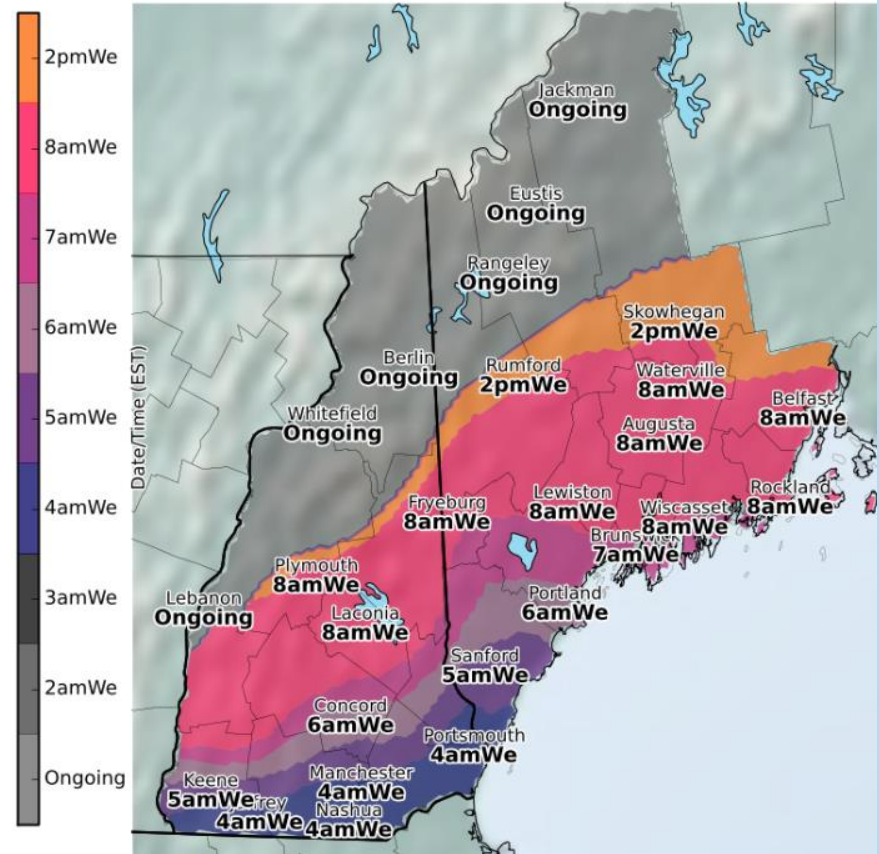 2pmWe
8amWe
7amWe
6amWe
5amWe
4amWe
3amWe
2amWe
Ongoing
Date/Time (EST)
Jackman
Ongoing
Eustis
Ongoing
Rangeley
Ongoing
Skowhegan
2pmWe
Berlin
Ongoing
Rumford
2pmWe
Waterville
8amWe
Belfast
8amWe
Whitefield
Ongoing
Augusta
8amWe
Fryeburg
8amWe
Lewiston
8amWe
Wiscasset
8amWe
Rockland
8amWe
Brunswick
7amWe
Plymouth
8amWe
Lebanon
Ongoing
Laconia
8amWe
Portland
6amWe
Sanford
5amWe
Concord
6amWe
Portsmouth
4amWe
Keene
5amWe
Manchester
4amWe
4amWe
Nashua
4amWe